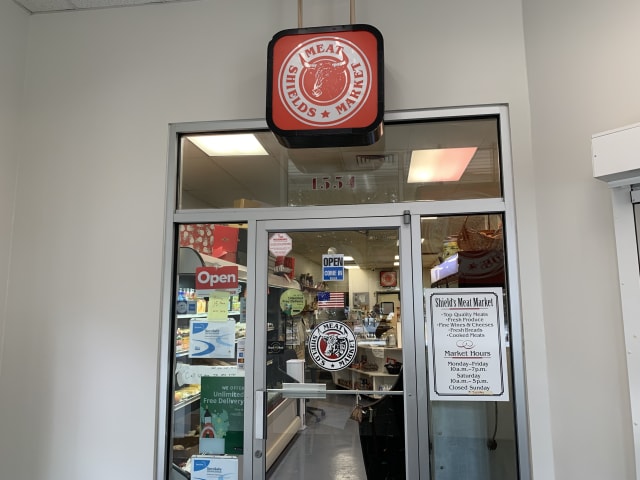 MEAT
SHIELDS ★ MARKET
1554
Open
OPEN
COME IN
MEAT
SHIELDS ★ MARKET
Unlimited
Free Delivery
Shield's Meat Market
•Top Quality Meats
•Fresh Produce
•Fine Wines & Cheeses
•Fresh Breads
•Cooked Meats
Market Hours
Monday-Friday
10a.m.-7p.m.
Saturday
10a.m.- 5p.m.
Closed Sunday